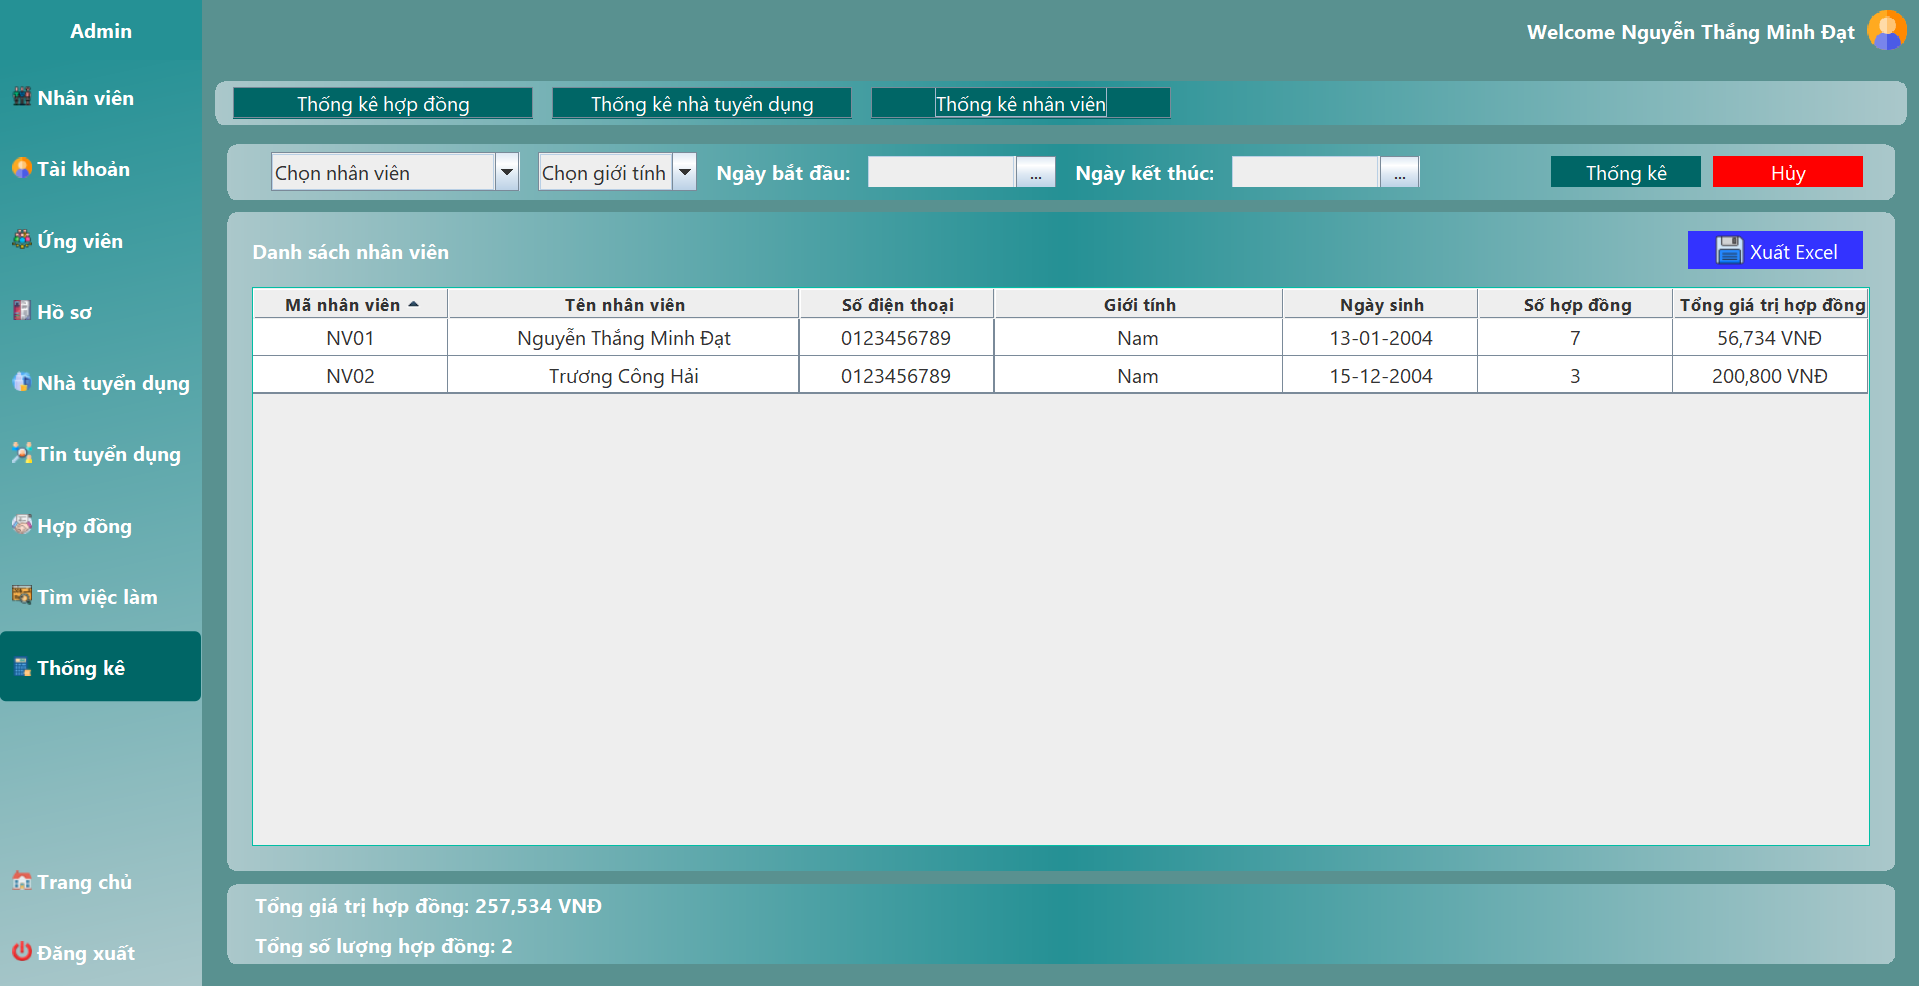 Admin
Welcome Nguyễn Thắng Minh Đạt
Nhân viên
Tài khoản
Ứng viên
Hồ sơ
Nhà tuyển dụng
Tin tuyển dụng
Hợp đồng
Tìm việc làm
Thống kê
Trang chủ
Đăng xuất
Thống kê hợp đồng Thống kê nhà tuyển dụng Thống kê nhân viên
Chọn nhân viên Chọn giới tính Ngày bắt đầu: ... Ngày kết thúc: ... Thống kê Hủy
Danh sách nhân viên Xuất Excel
Mã nhân viên Tên nhân viên Số điện thoại Giới tính Ngày sinh Số hợp đồng Tổng giá trị hợp đồng
NV01 Nguyễn Thắng Minh Đạt 0123456789 Nam 13-01-2004 7 56,734 VNĐ
NV02 Trương Công Hải 0123456789 Nam 15-12-2004 3 200,800 VNĐ
Tổng giá trị hợp đồng: 257,534 VNĐ
Tổng số lượng hợp đồng: 2